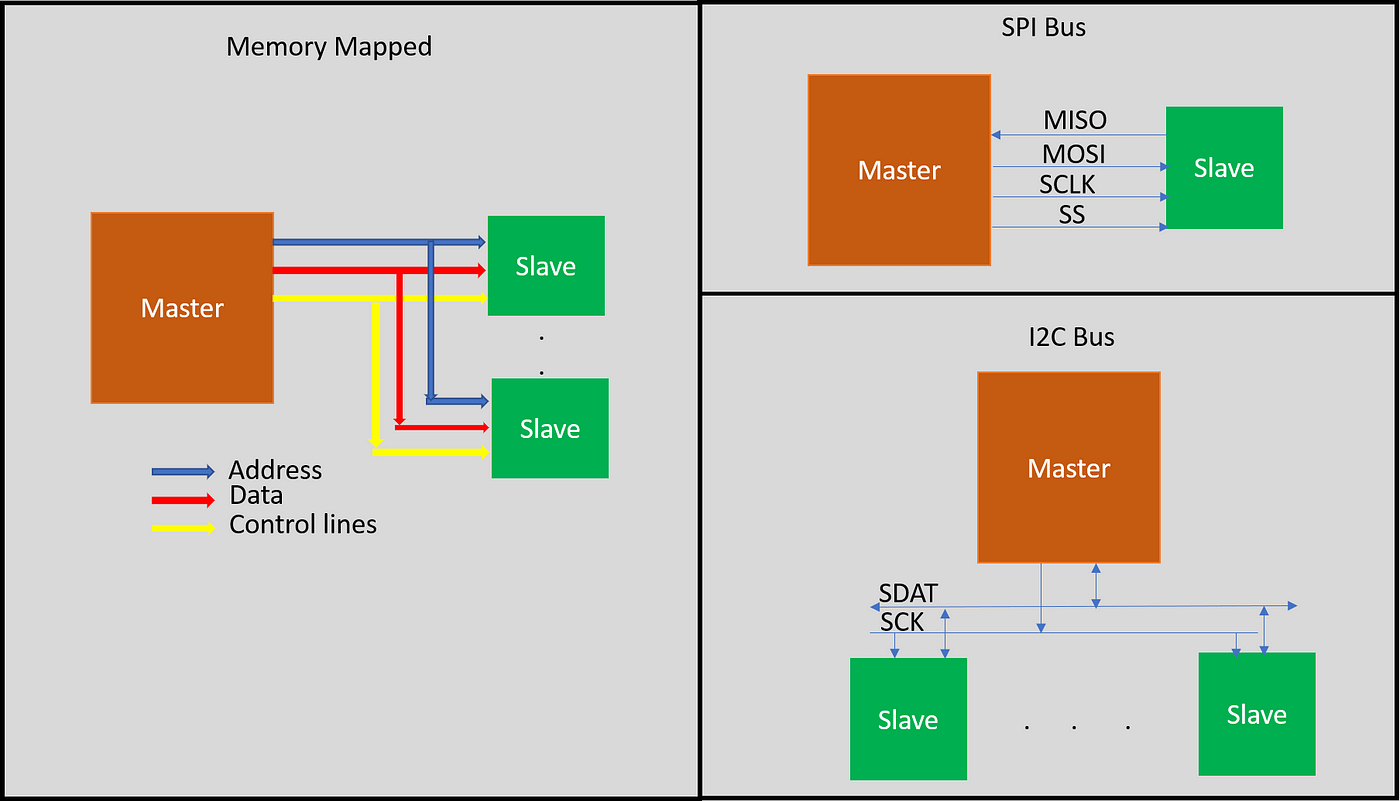 Memory Mapped
Master
Slave
.
.
Slave
Address
Data
Control lines
SPI Bus
Master
MISO
MOSI
SCLK
SS
Slave
I2C Bus
Master
SDAT
SCK
Slave
. . .
Slave